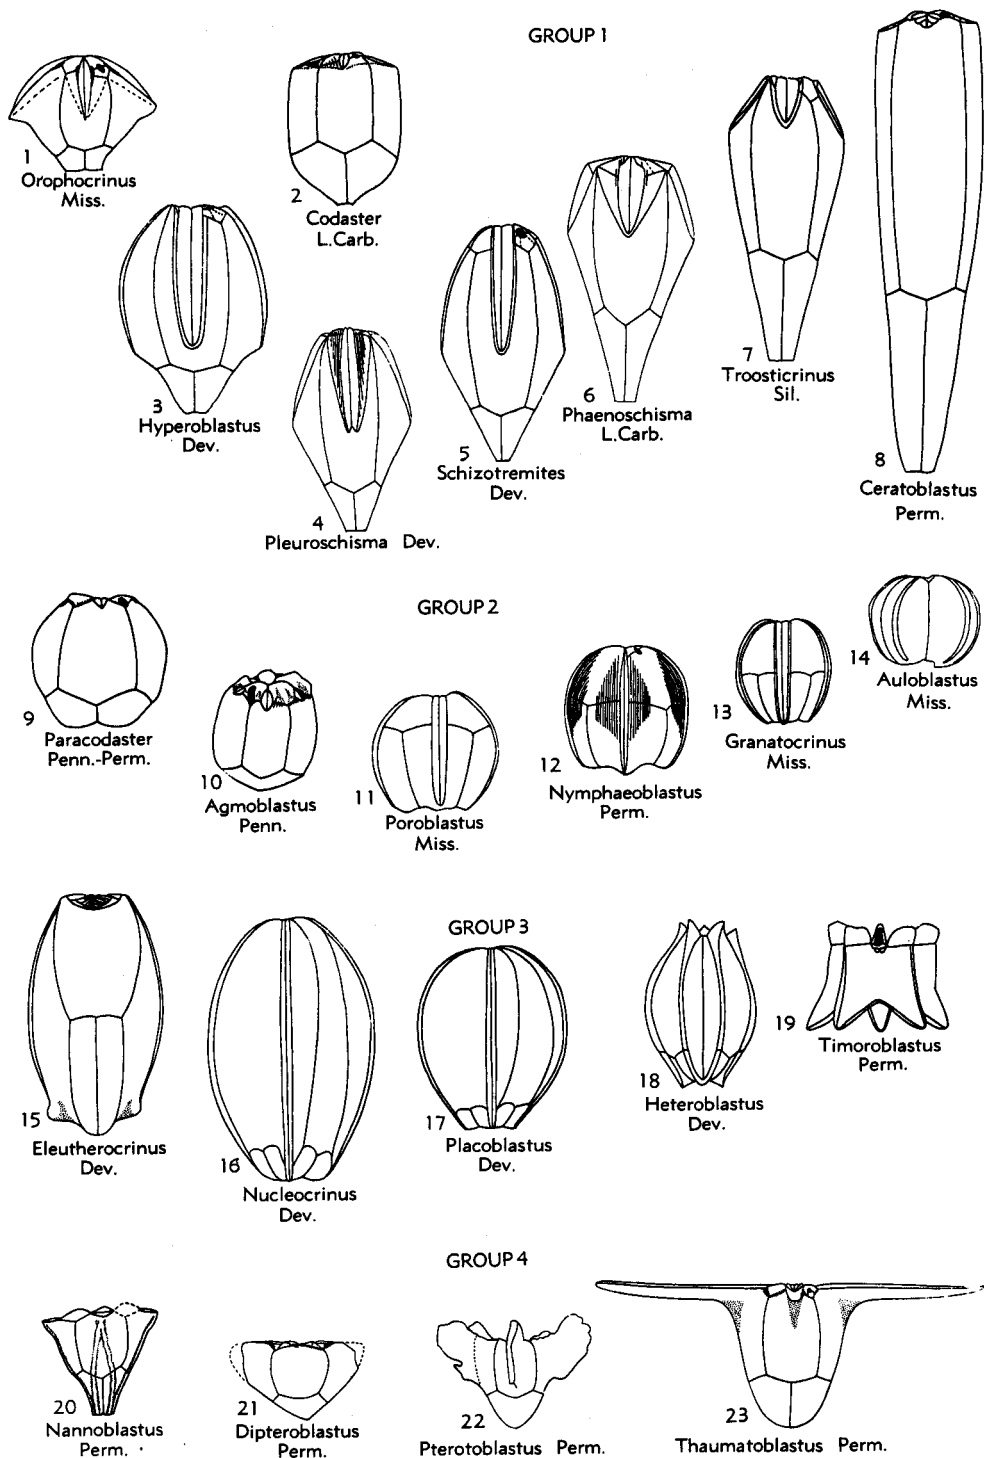 GROUP 1
1
Orophocrinus
Miss.
2
Codaster
L.Carb.
3
Hyperoblastus
Dev.
4
Pleuroschisma Dev.
5
Schizotremites
Dev.
6
Phaenoschisma
L.Carb.
7
Troosticrinus
Sil.
8
Ceratoblastus
Perm.
GROUP 2
9
Paracodaster
Penn.-Perm.
10
Agmoblastus
Penn.
11
Poroblastus
Miss.
12
Nymphaeoblastus
Perm.
13
Granatocrinus
Miss.
14
Auloblastus
Miss.
GROUP 3
15
Eleutherocrinus
Dev.
16
Nucleocrinus
Dev.
17
Placoblastus
Dev.
18
Heteroblastus
Dev.
19
Timoroblastus
Perm.
GROUP 4
20
Nannoblastus
Perm.
21
Dipteroblastus
Perm.
22
Pterotoblastus Perm.
23
Thaumatoblastus Perm.